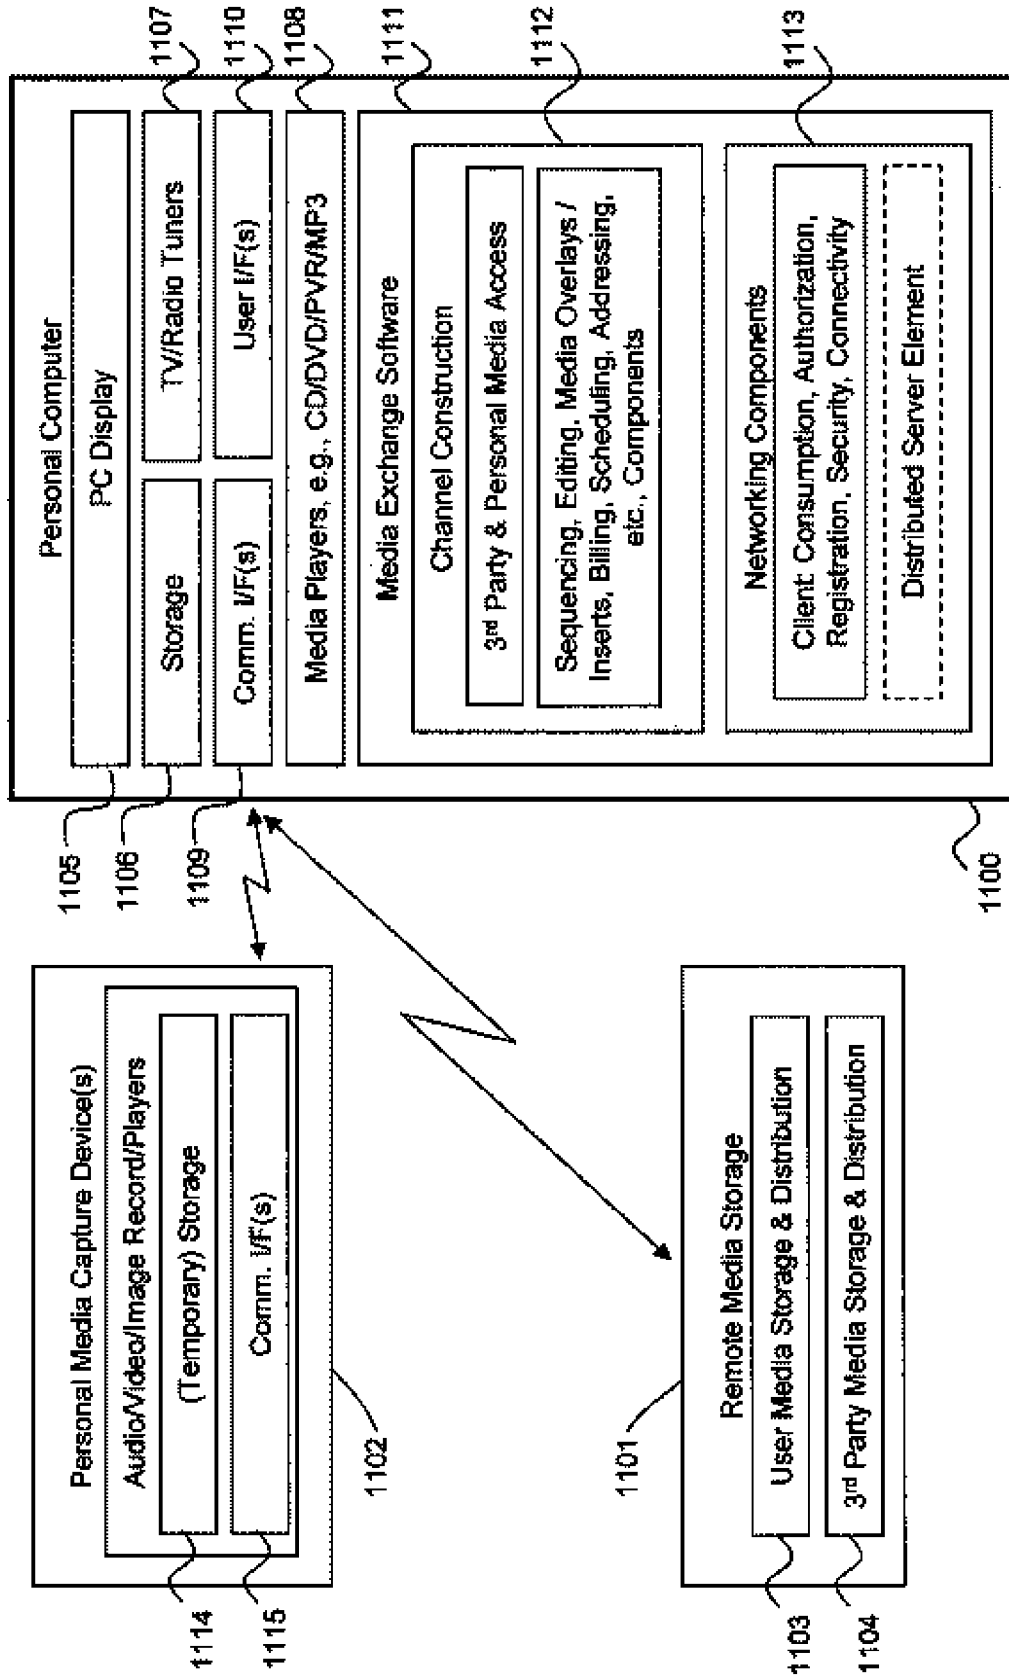 Personal Media Capture Device(s)
Audio/Video/Image Record/Players
(Temporary) Storage
Comm. I/F(s)
1114
1115
1102
Remote Media Storage
User Media Storage & Distribution
3rd Party Media Storage & Distribution
1101
1103
1104
Personal Computer
PC Display
Storage
TV/Radio Tuners
Comm. I/F(s)
User I/F(s)
Media Players, e.g., CD/DVD/PVR/MP3
Media Exchange Software
Channel Construction
3rd Party & Personal Media Access
Sequencing, Editing, Media Overlays /
Inserts, Billing, Scheduling, Addressing,
etc., Components
Networking Components
Client: Consumption, Authorization,
Registration, Security, Connectivity
Distributed Server Element
1105
1106
1109
1100
1107
1110
1108
1111
1112
1113